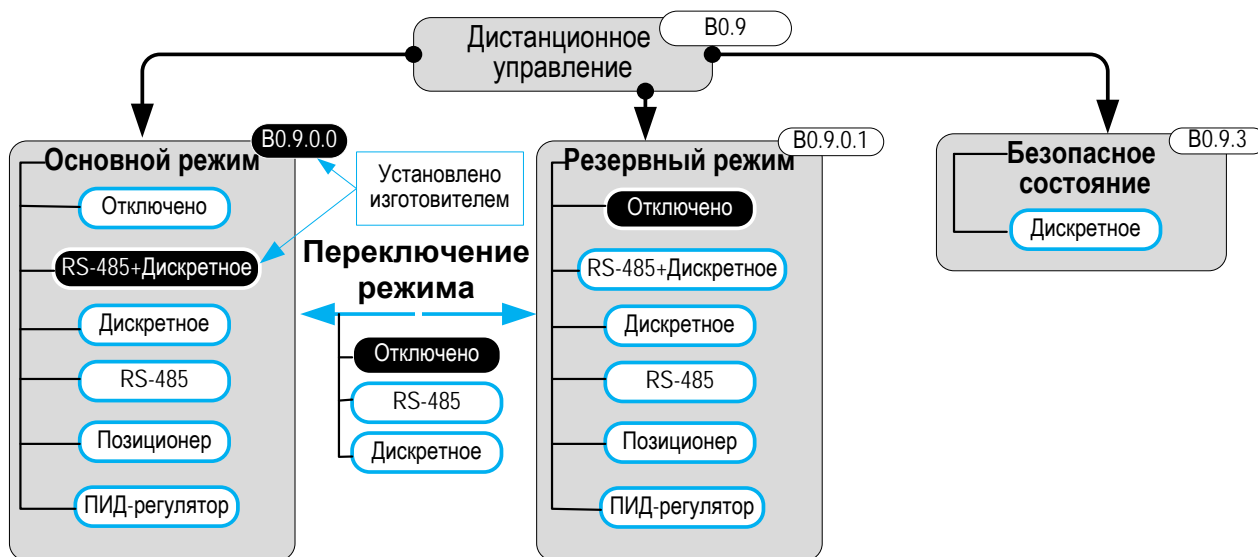 Дистанционное
управление
B0.9
Основной режим
B0.9.0.0
Отключено
RS-485+Дискретное
Дискретное
RS-485
Позиционер
ПИД-регулятор
Установлено
изготовителем
Переключение
режима
Отключено
RS-485
Дискретное
Резервный режим
B0.9.0.1
Отключено
RS-485+Дискретное
Дискретное
RS-485
Позиционер
ПИД-регулятор
Безопасное
состояние
B0.9.3
Дискретное